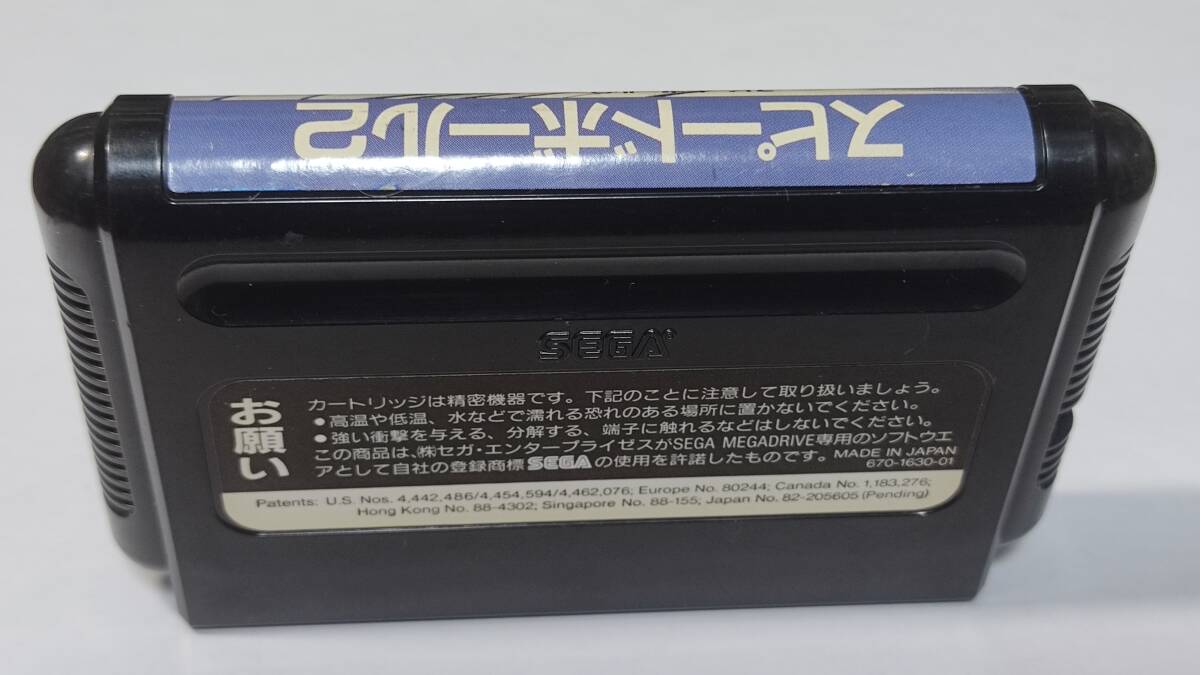 スピードボール2
SEGA
お願い
カートリッジは精密機器です。下記のことに注意して取り扱いましょう。
●高温や低温、水などで濡れる恐れのある場所に置かないでください。
●強い衝撃を与える、分解する、端子に触れるなどはしないでください。
この商品は、㈱セガ・エンタープライゼスがSEGA MEGADRIVE専用のソフトウエ
アとして自社の登録商標SEGAの使用を許諾したものです。 MADE IN JAPAN
670-1630-01
Patents: U.S. Nos. 4,442,486/4,454,594/4,462,076; Europe No. 80244; Canada No. 1,183,276;
Hong Kong No. 88-4302; Singapore No. 88-155; Japan No. 82-205605 (Pending)